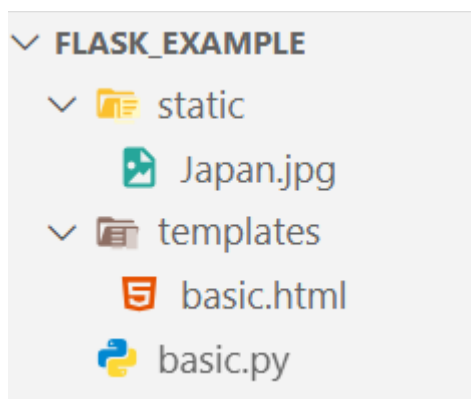 FLASK_EXAMPLE
static
Japan.jpg
templates
basic.html
basic.py